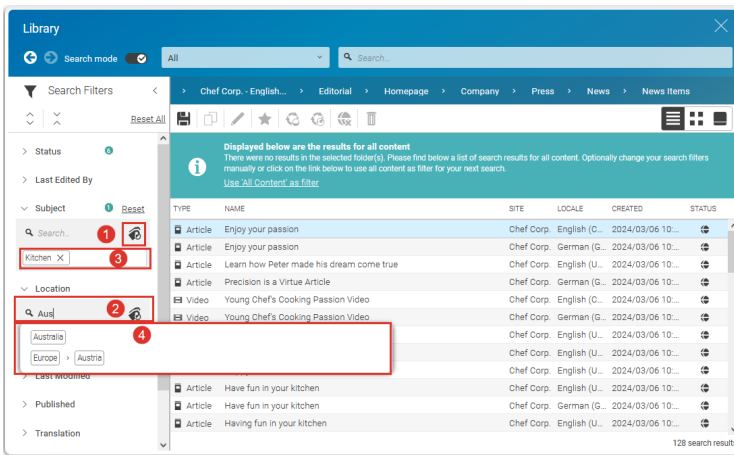 Library
Search mode
All
Search...
Search Filters
Chef Corp. - English... > Editorial > Homepage > Company > Press > News > News Items
Reset All
Displayed below are the results for all content
There were no results in the selected folder(s). Please find below a list of search results for all content. Optionally change your search filters
manually or click on the link below to use all content as filter for your next search.
Use 'All Content' as filter
Status 6
Last Edited By
Subject 1 Reset
Search... 1
Kitchen X 3
Location
Aus 2
4
Australia
Europe > Austria
Last Modified
Published
Translation
TYPE NAME SITE LOCALE CREATED STATUS
Article Enjoy your passion Chef Corp. English (C... 2024/03/06 10:...
Article Enjoy your passion Chef Corp. German (G... 2024/03/06 10:...
Article Learn how Peter made his dream come true Chef Corp. English (U... 2024/03/06 10:...
Article Precision is a Virtue Article Chef Corp. German (G... 2024/03/06 10:...
Video Young Chef's Cooking Passion Video Chef Corp. English (C... 2024/03/06 10:...
Video Young Chef's Cooking Passion Video Chef Corp. German (G... 2024/03/06 10:...
Chef Corp. English (U... 2024/03/06 10:...
Chef Corp. English (C... 2024/03/06 10:...
Chef Corp. English (U... 2024/03/06 10:...
Article Have fun in your kitchen Chef Corp. English (U... 2024/03/06 10:...
Article Have fun in your kitchen Chef Corp. German (G... 2024/03/06 10:...
Article Having fun in your kitchen Chef Corp. English (U... 2024/03/06 10:...
128 search results